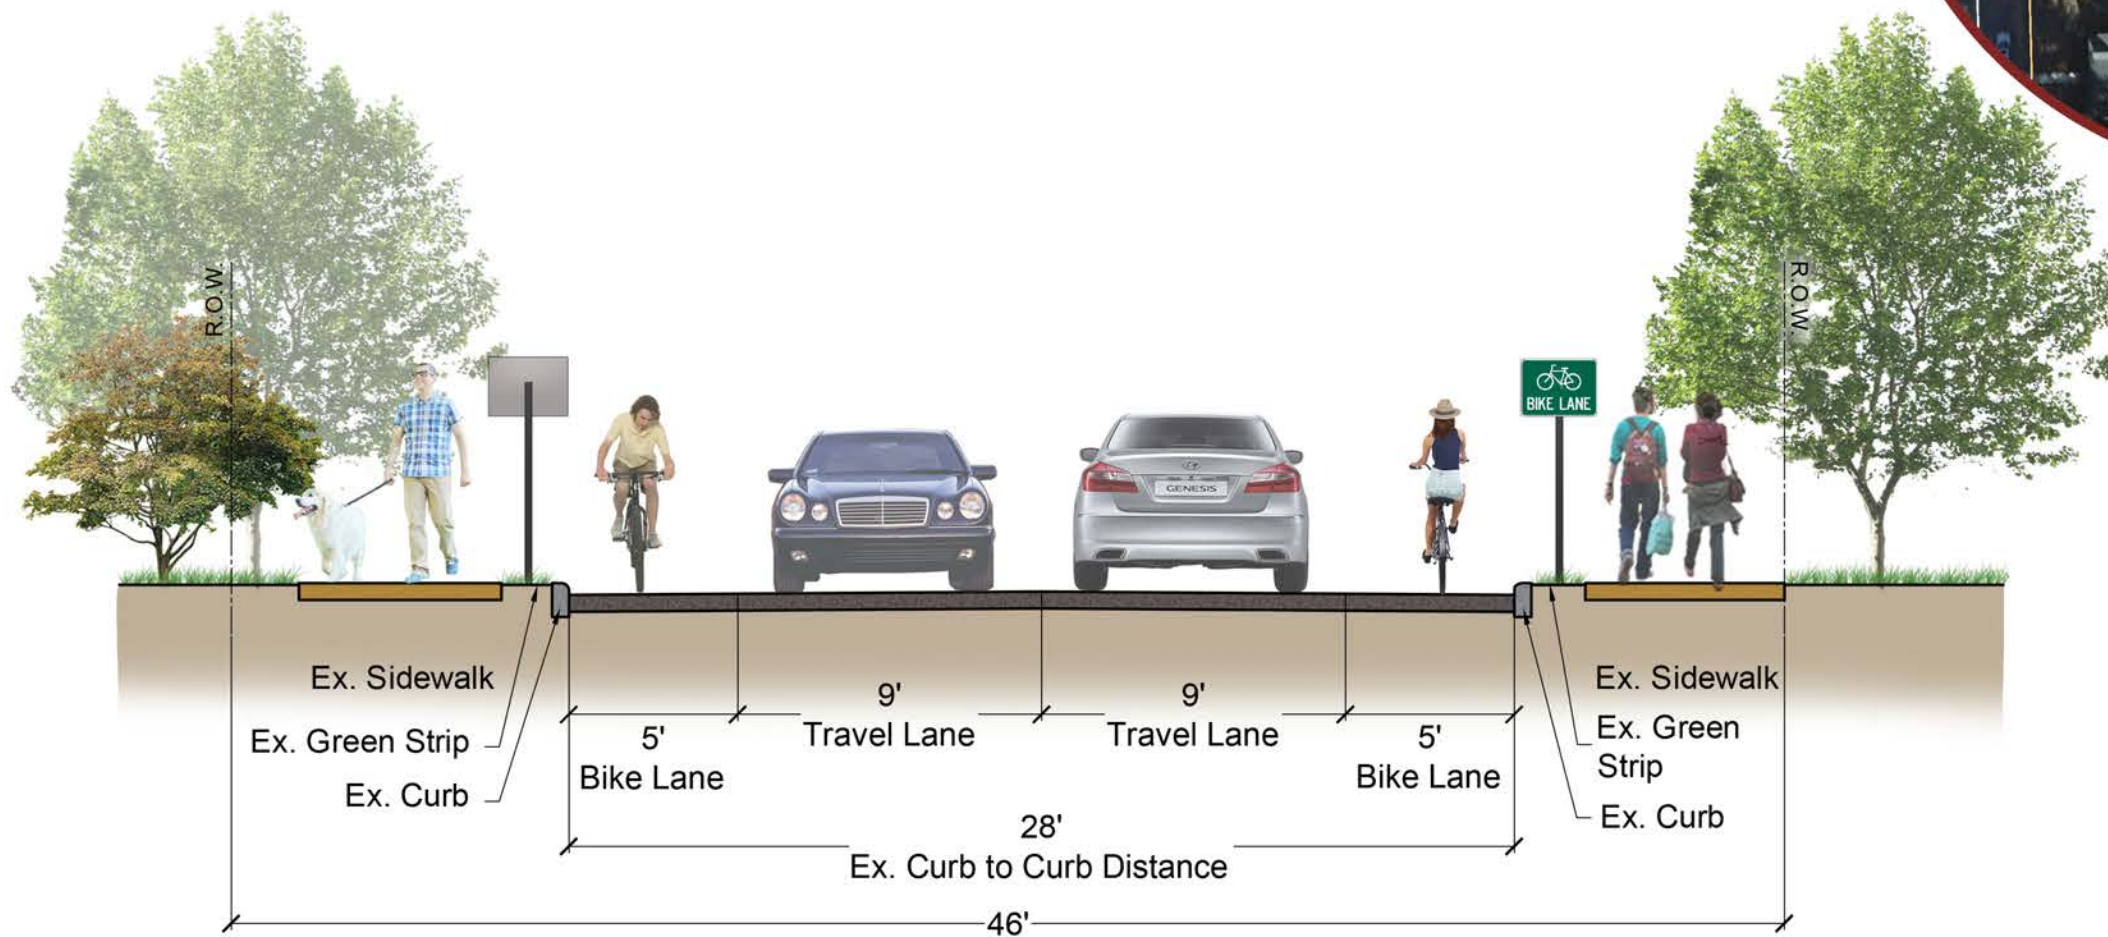 R.O.W.
R.O.W.
BIKE LANE
GENESIS
Ex. Sidewalk
Ex. Green Strip
Ex. Curb
5'
Bike Lane
9'
Travel Lane
9'
Travel Lane
5'
Bike Lane
Ex. Sidewalk
Ex. Green
Strip
Ex. Curb
28'
Ex. Curb to Curb Distance
46'